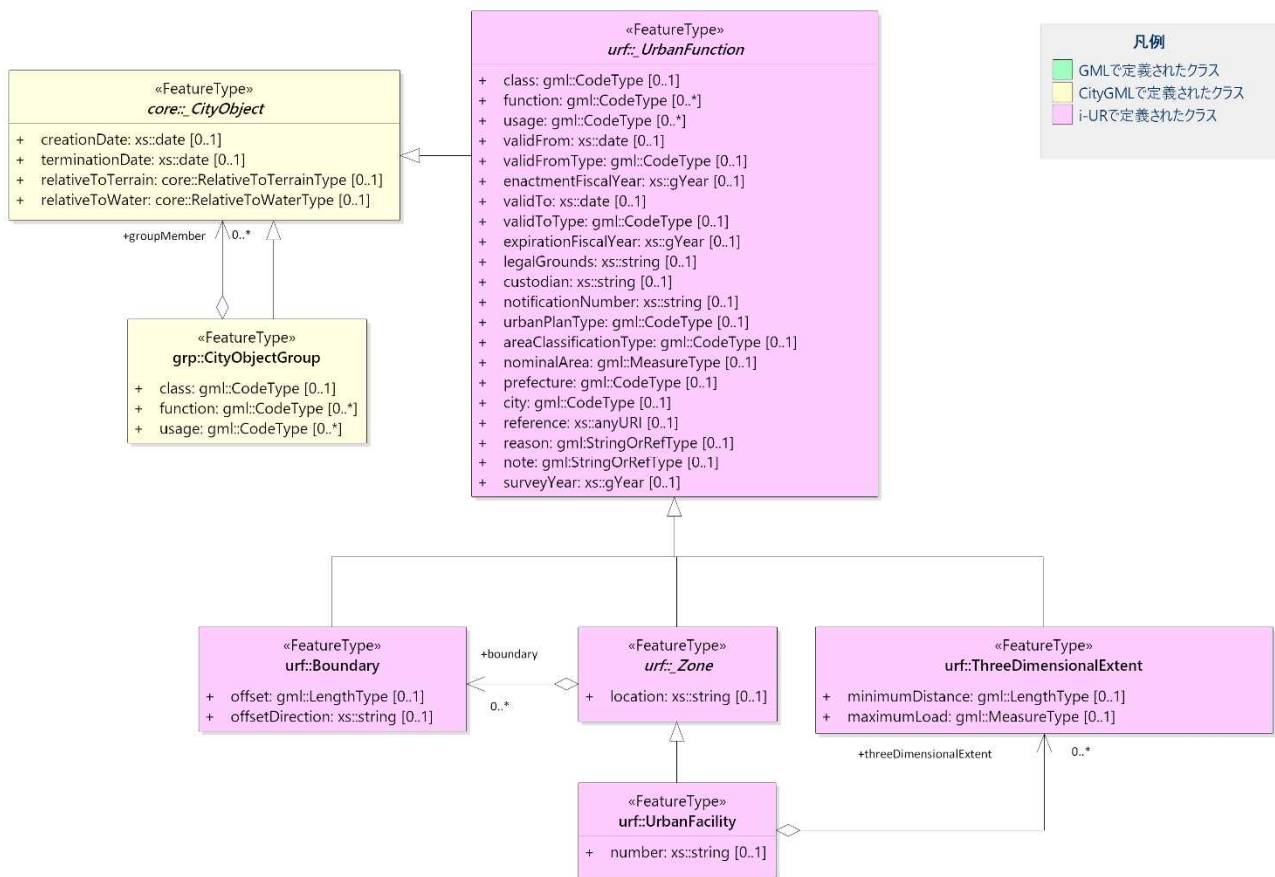 «FeatureType»
core::_CityObject
+ creationDate: xs::date [0..1]
+ terminationDate: xs::date [0..1]
+ relativeToTerrain: core::RelativeToTerrainType [0..1]
+ relativeToWater: core::RelativeToWaterType [0..1]
+groupMember
0..*
«FeatureType»
grp::CityObjectGroup
+ class: gml::CodeType [0..1]
+ function: gml::CodeType [0..*]
+ usage: gml::CodeType [0..*]
«FeatureType»
urf::_UrbanFunction
+ class: gml::CodeType [0..1]
+ function: gml::CodeType [0..*]
+ usage: gml::CodeType [0..*]
+ validFrom: xs::date [0..1]
+ validFromType: gml::CodeType [0..1]
+ enactmentFiscalYear: xs::gYear [0..1]
+ validTo: xs::date [0..1]
+ validToType: gml::CodeType [0..1]
+ expirationFiscalYear: xs::gYear [0..1]
+ legalGrounds: xs::string [0..1]
+ custodian: xs::string [0..1]
+ notificationNumber: xs::string [0..1]
+ urbanPlanType: gml::CodeType [0..1]
+ areaClassificationType: gml::CodeType [0..1]
+ nominalArea: gml::MeasureType [0..1]
+ prefecture: gml::CodeType [0..1]
+ city: gml::CodeType [0..1]
+ reference: xs::anyURI [0..1]
+ reason: gml:StringOrRefType [0..1]
+ note: gml:StringOrRefType [0..1]
+ surveyYear: xs::gYear [0..1]
凡例
GMLで定義されたクラス
CityGMLで定義されたクラス
i-URで定義されたクラス
«FeatureType»
urf::Boundary
+ offset: gml::LengthType [0..1]
+ offsetDirection: xs::string [0..1]
+boundary
0..*
«FeatureType»
urf::_Zone
+ location: xs::string [0..1]
«FeatureType»
urf::ThreeDimensionalExtent
+ minimumDistance: gml::LengthType [0..1]
+ maximumLoad: gml::MeasureType [0..1]
+threeDimensionalExtent
0..*
«FeatureType»
urf::UrbanFacility
+ number: xs::string [0..1]